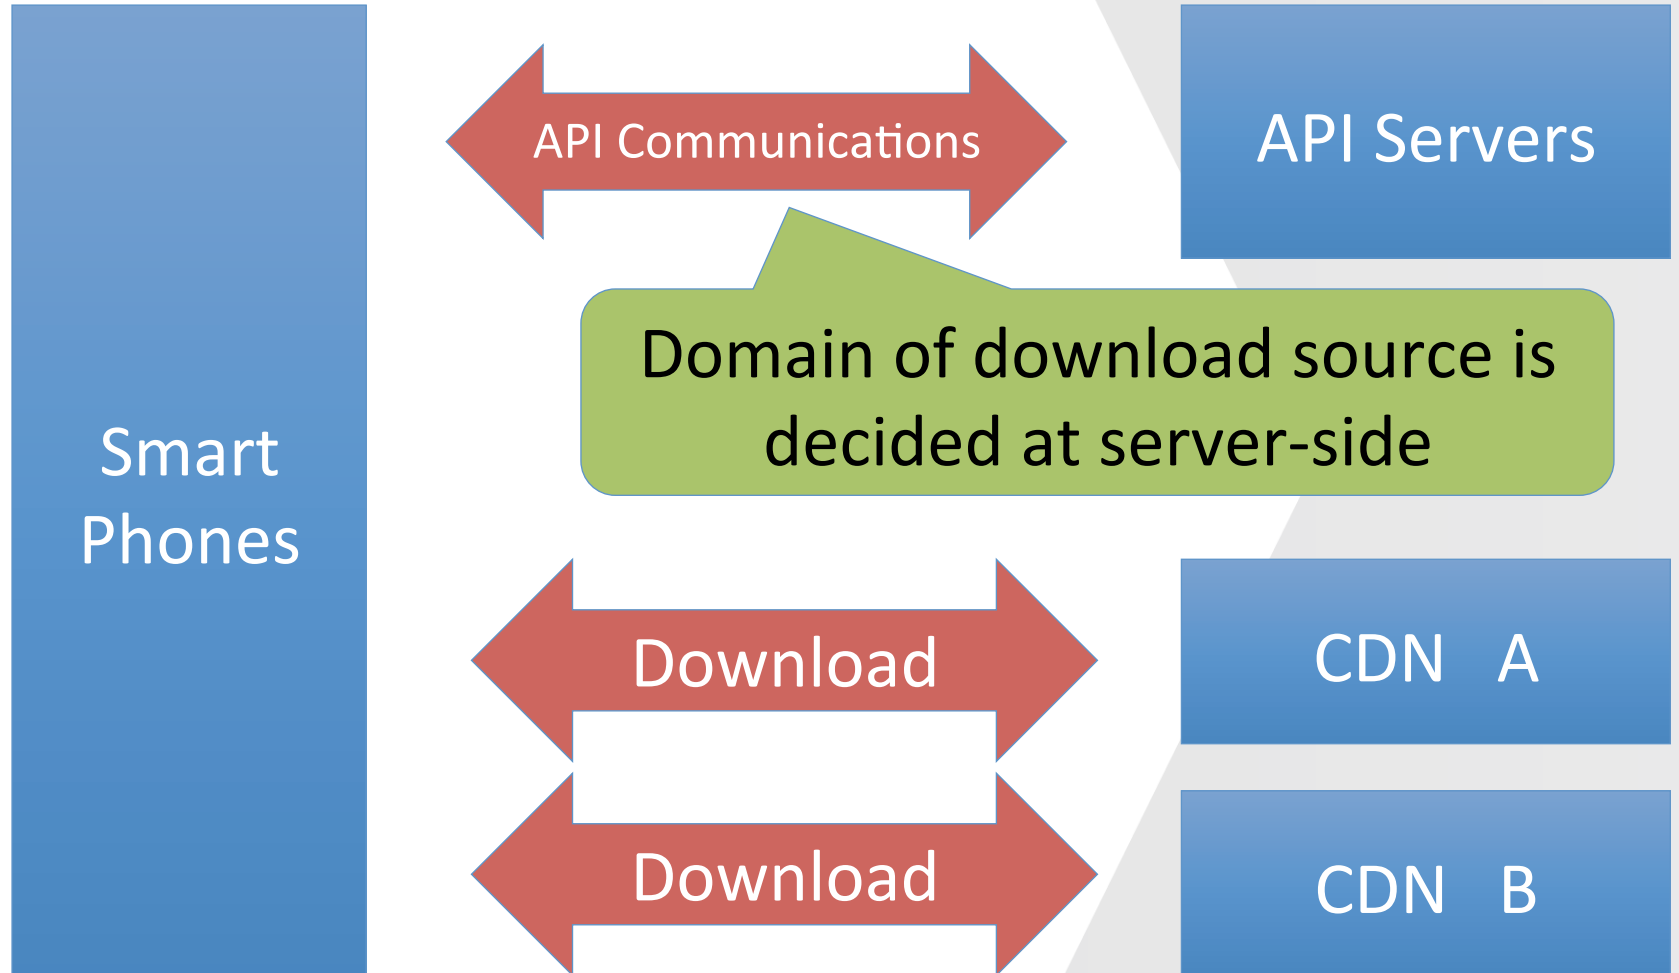 API Communications
API Servers
Domain of download source is
decided at server-side
Smart
Phones
Download
CDN A
Download
CDN B